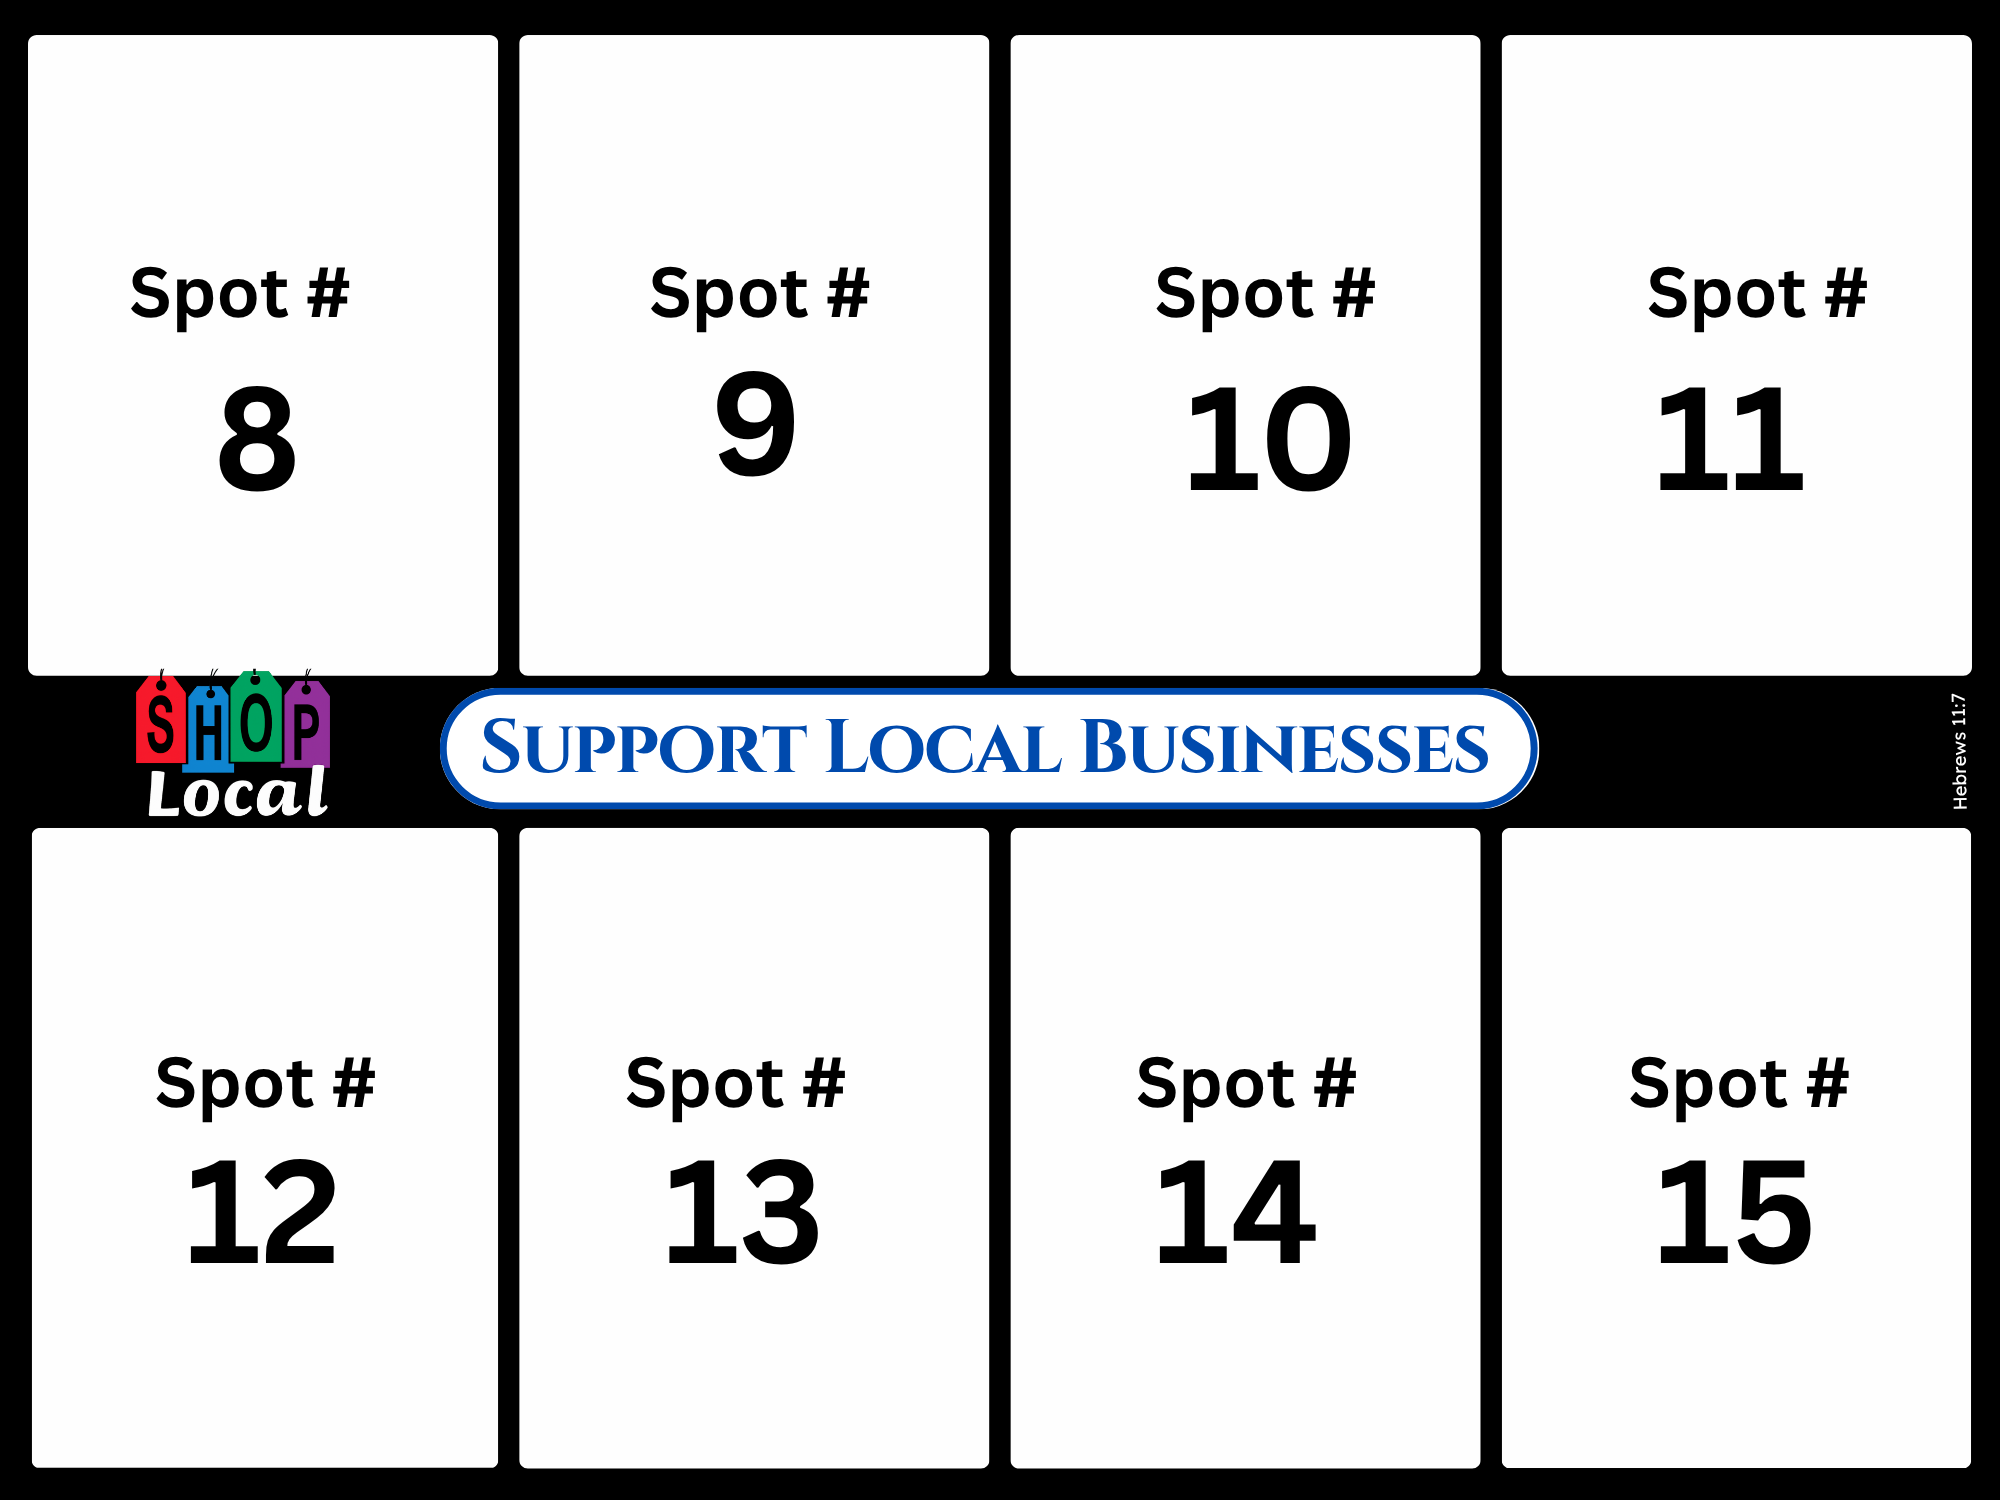 Spot #
8
Spot #
9
Spot #
10
Spot #
11
SHOP
Local
SUPPORT LOCAL BUSINESSES
Hebrews 11:7
Spot #
12
Spot #
13
Spot #
14
Spot #
15